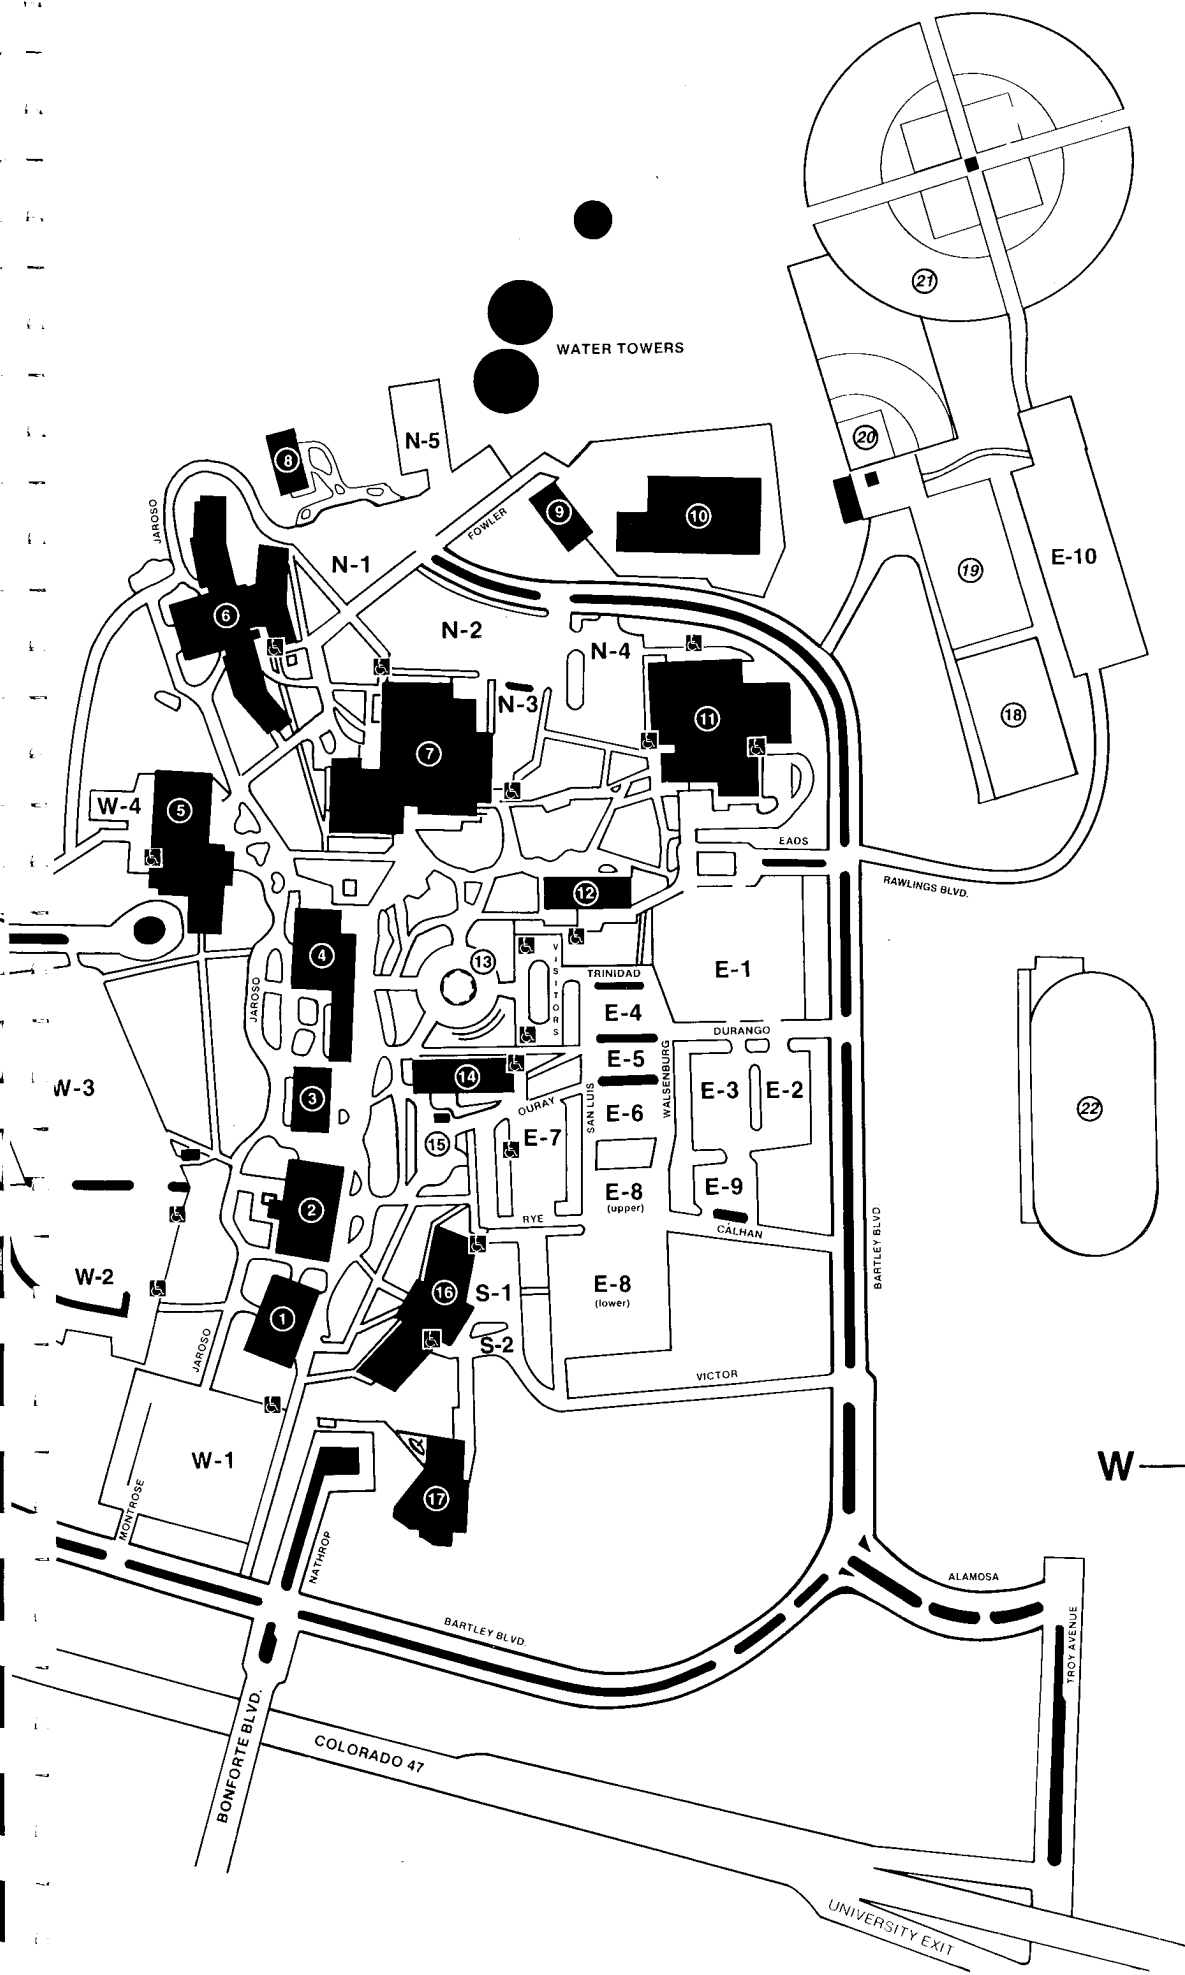 21
WATER TOWERS
N-5
20
8
JAROSO
FOWLER
9
10
N-1
19
E-10
6
N-2
N-4
N-3
11
18
7
W-4
5
EADS
RAWLINGS BLVD.
12
4
13
VISITORS
TRINIDAD
E-1
JAROSO
E-4
DURANGO
E-5
WALSENBURG
14
W-3
3
OURAY
SAN LUIS
E-6
E-3
E-2
22
15
E-7
E-8
(upper)
E-9
2
RYE
CALHAN
BARTLEY BLVD
W-2
16
S-1
E-8
(lower)
1
JAROSO
S-2
VICTOR
W-1
W
17
MONTROSE
NATHROP
ALAMOSA
BARTLEY BLVD.
TROY AVENUE
BONFORTE BLVD.
COLORADO 47
UNIVERSITY EXIT